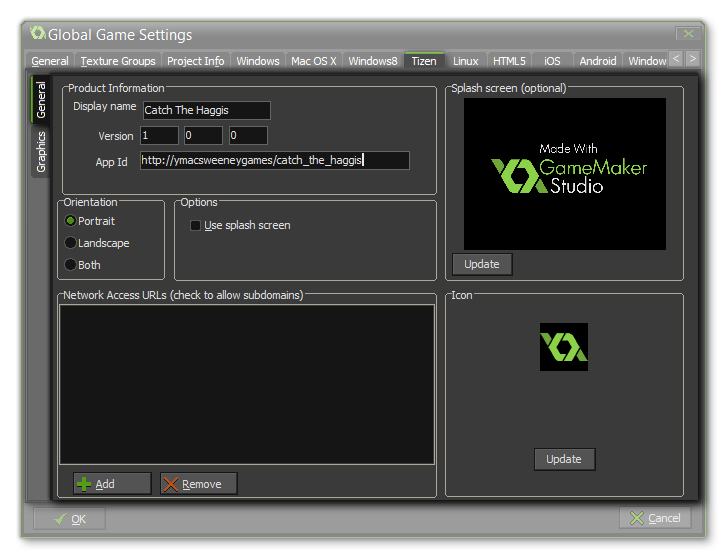 Global Game Settings
General Texture Groups Project Info Windows Mac OS X Windows8 Tizen Linux HTML5 iOS Android Window
General
Graphics
Product Information
Display name Catch The Haggis
Version 1 0 0
App Id http://ymacsweeneygames/catch_the_haggis
Splash screen (optional)
Made With
GameMaker
Studio
Update
Orientation
Portrait
Landscape
Both
Options
Use splash screen
Network Access URLs (check to allow subdomains)
Add Remove
Icon
Update
OK Cancel